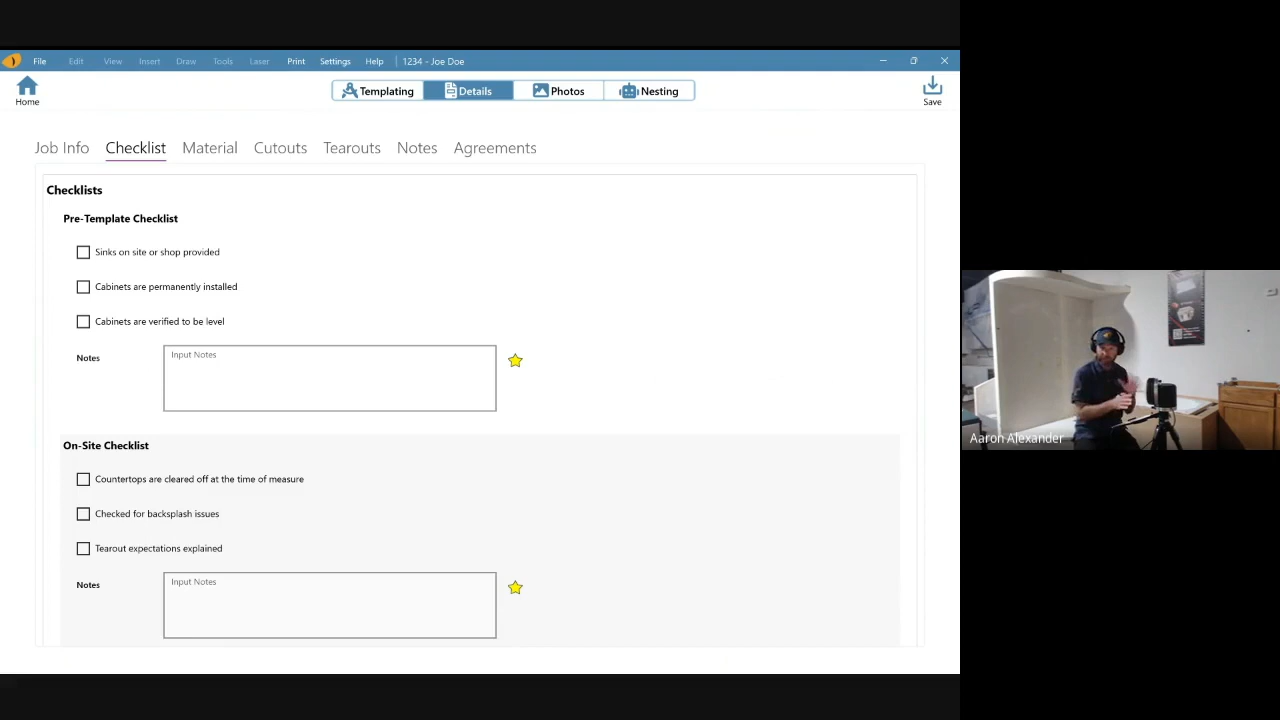 File Edit View Insert Draw Tools Laser Print Settings Help 1234 - Joe Doe
Home
Templating Details Photos Nesting
Save
Job Info Checklist Material Cutouts Tearouts Notes Agreements
Checklists
Pre-Template Checklist
Sinks on site or shop provided
Cabinets are permanently installed
Cabinets are verified to be level
Notes
Input Notes
On-Site Checklist
Countertops are cleared off at the time of measure
Checked for backsplash issues
Tearout expectations explained
Notes
Input Notes
Aaron Alexander